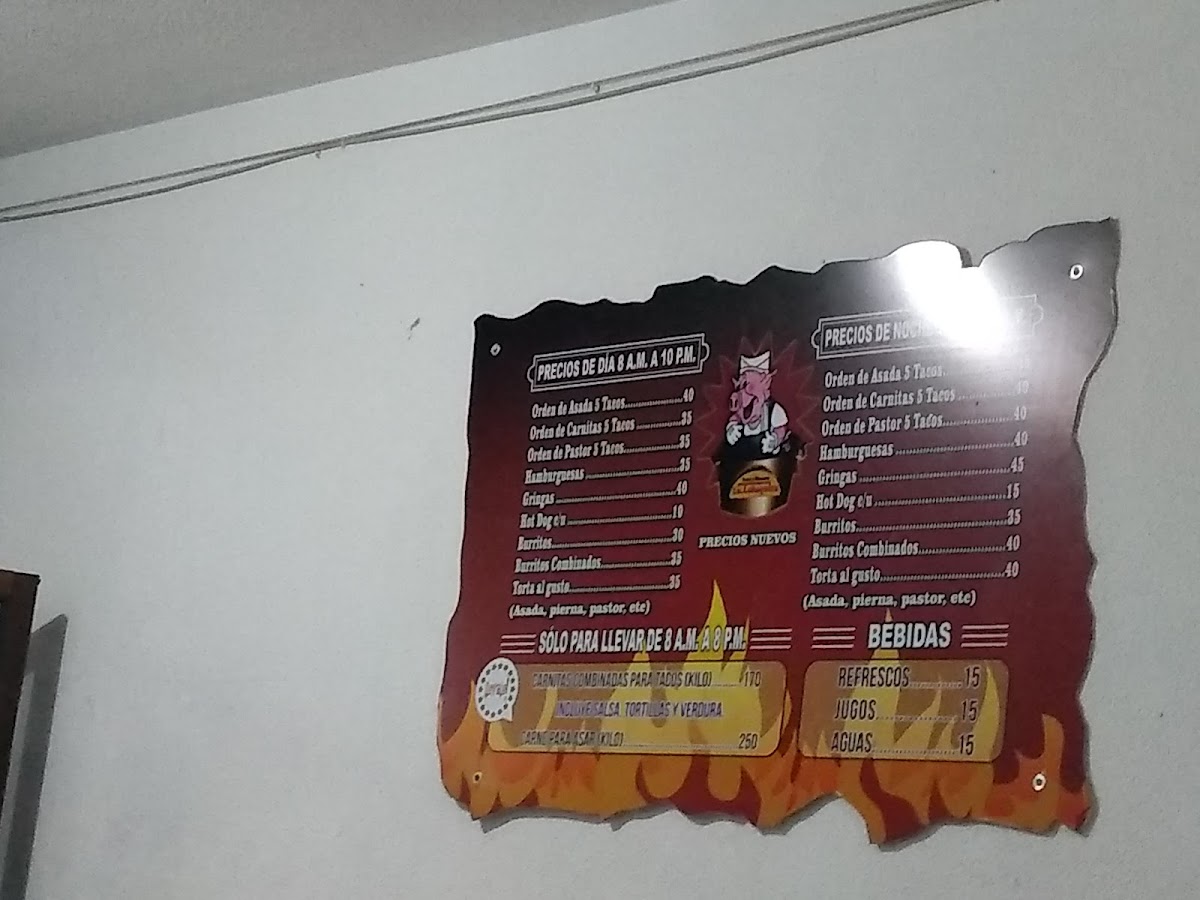 PRECIOS DE DÍA 8 A.M. A 10 P.M.
Orden de Asada 5 Tacos....................40
Orden de Carnitas 5 Tacos ...............35
Orden de Pastor 5 Tacos...................35
Hamburguesas .................................35
Gringas ...........................................40
Hot Dog c/u ....................................10
Burritos...........................................30
Burritos Combinados.......................35
Torta al gusto..................................35
(Asada, pierna, pastor, etc)
PRECIOS NUEVOS
PRECIOS DE
Orden de Asada 5 Tacos
Orden de Carnitas 5 Tacos ...............40
Orden de Pastor 5 Tacos...................40
Hamburguesas .................................40
Gringas ...........................................45
Hot Dog c/u ....................................15
Burritos...........................................35
Burritos Combinados.......................40
Torta al gusto..................................40
(Asada, pierna, pastor, etc)
SÓLO PARA LLEVAR DE 8 A.M. A 8 P.M.
CARNITAS COMBINADAS PARA TACOS (KILO) ........170
INCLUYE SALSA, TORTILLAS Y VERDURA.
CARNE PARA ASAR (KILO).......................250
BEBIDAS
REFRESCOS............15
JUGOS...................15
AGUAS...................15